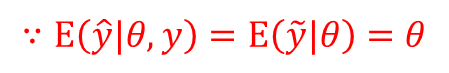 ∵ E(ŷ|θ, y) = E(ỹ|θ) = θ